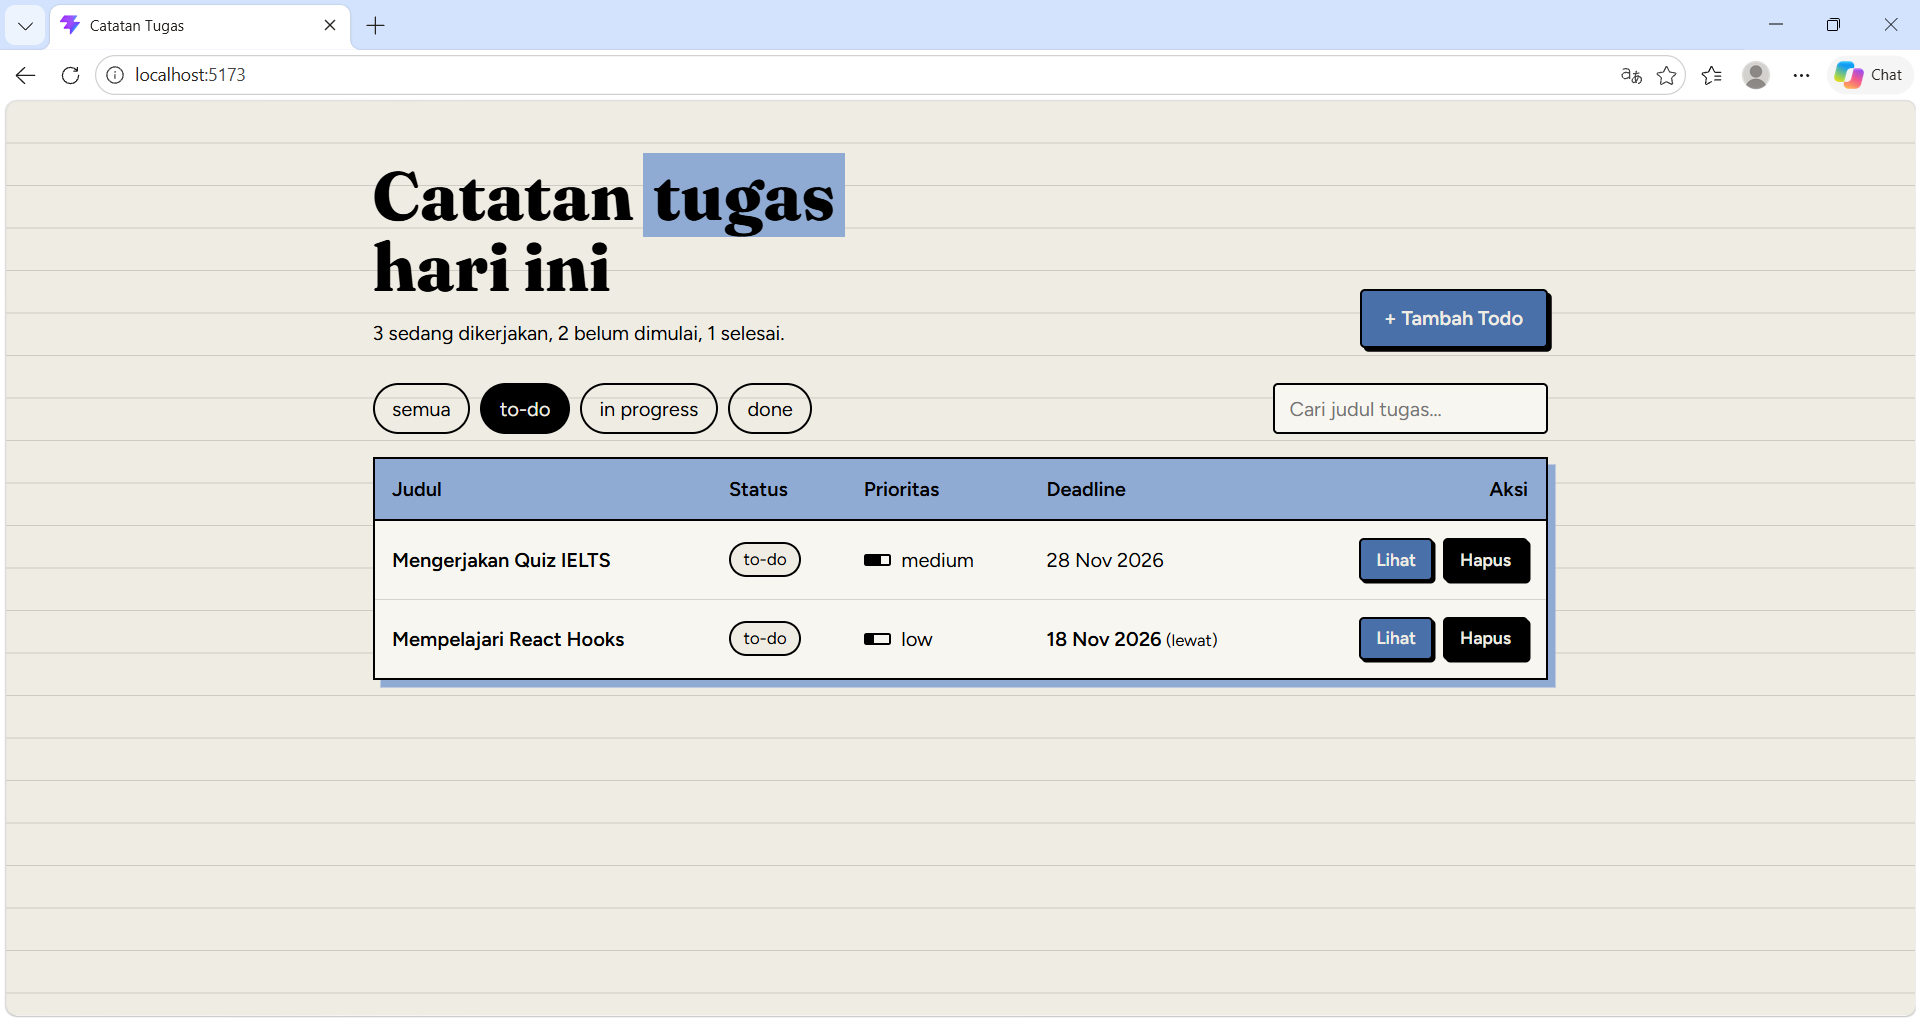 Catatan Tugas
localhost:5173
Chat
Catatan tugas
hari ini
3 sedang dikerjakan, 2 belum dimulai, 1 selesai.
+ Tambah Todo
semua to-do in progress done
Cari judul tugas...
Judul Status Prioritas Deadline Aksi
Mengerjakan Quiz IELTS to-do medium 28 Nov 2026 Lihat Hapus
Mempelajari React Hooks to-do low 18 Nov 2026 (lewat) Lihat Hapus